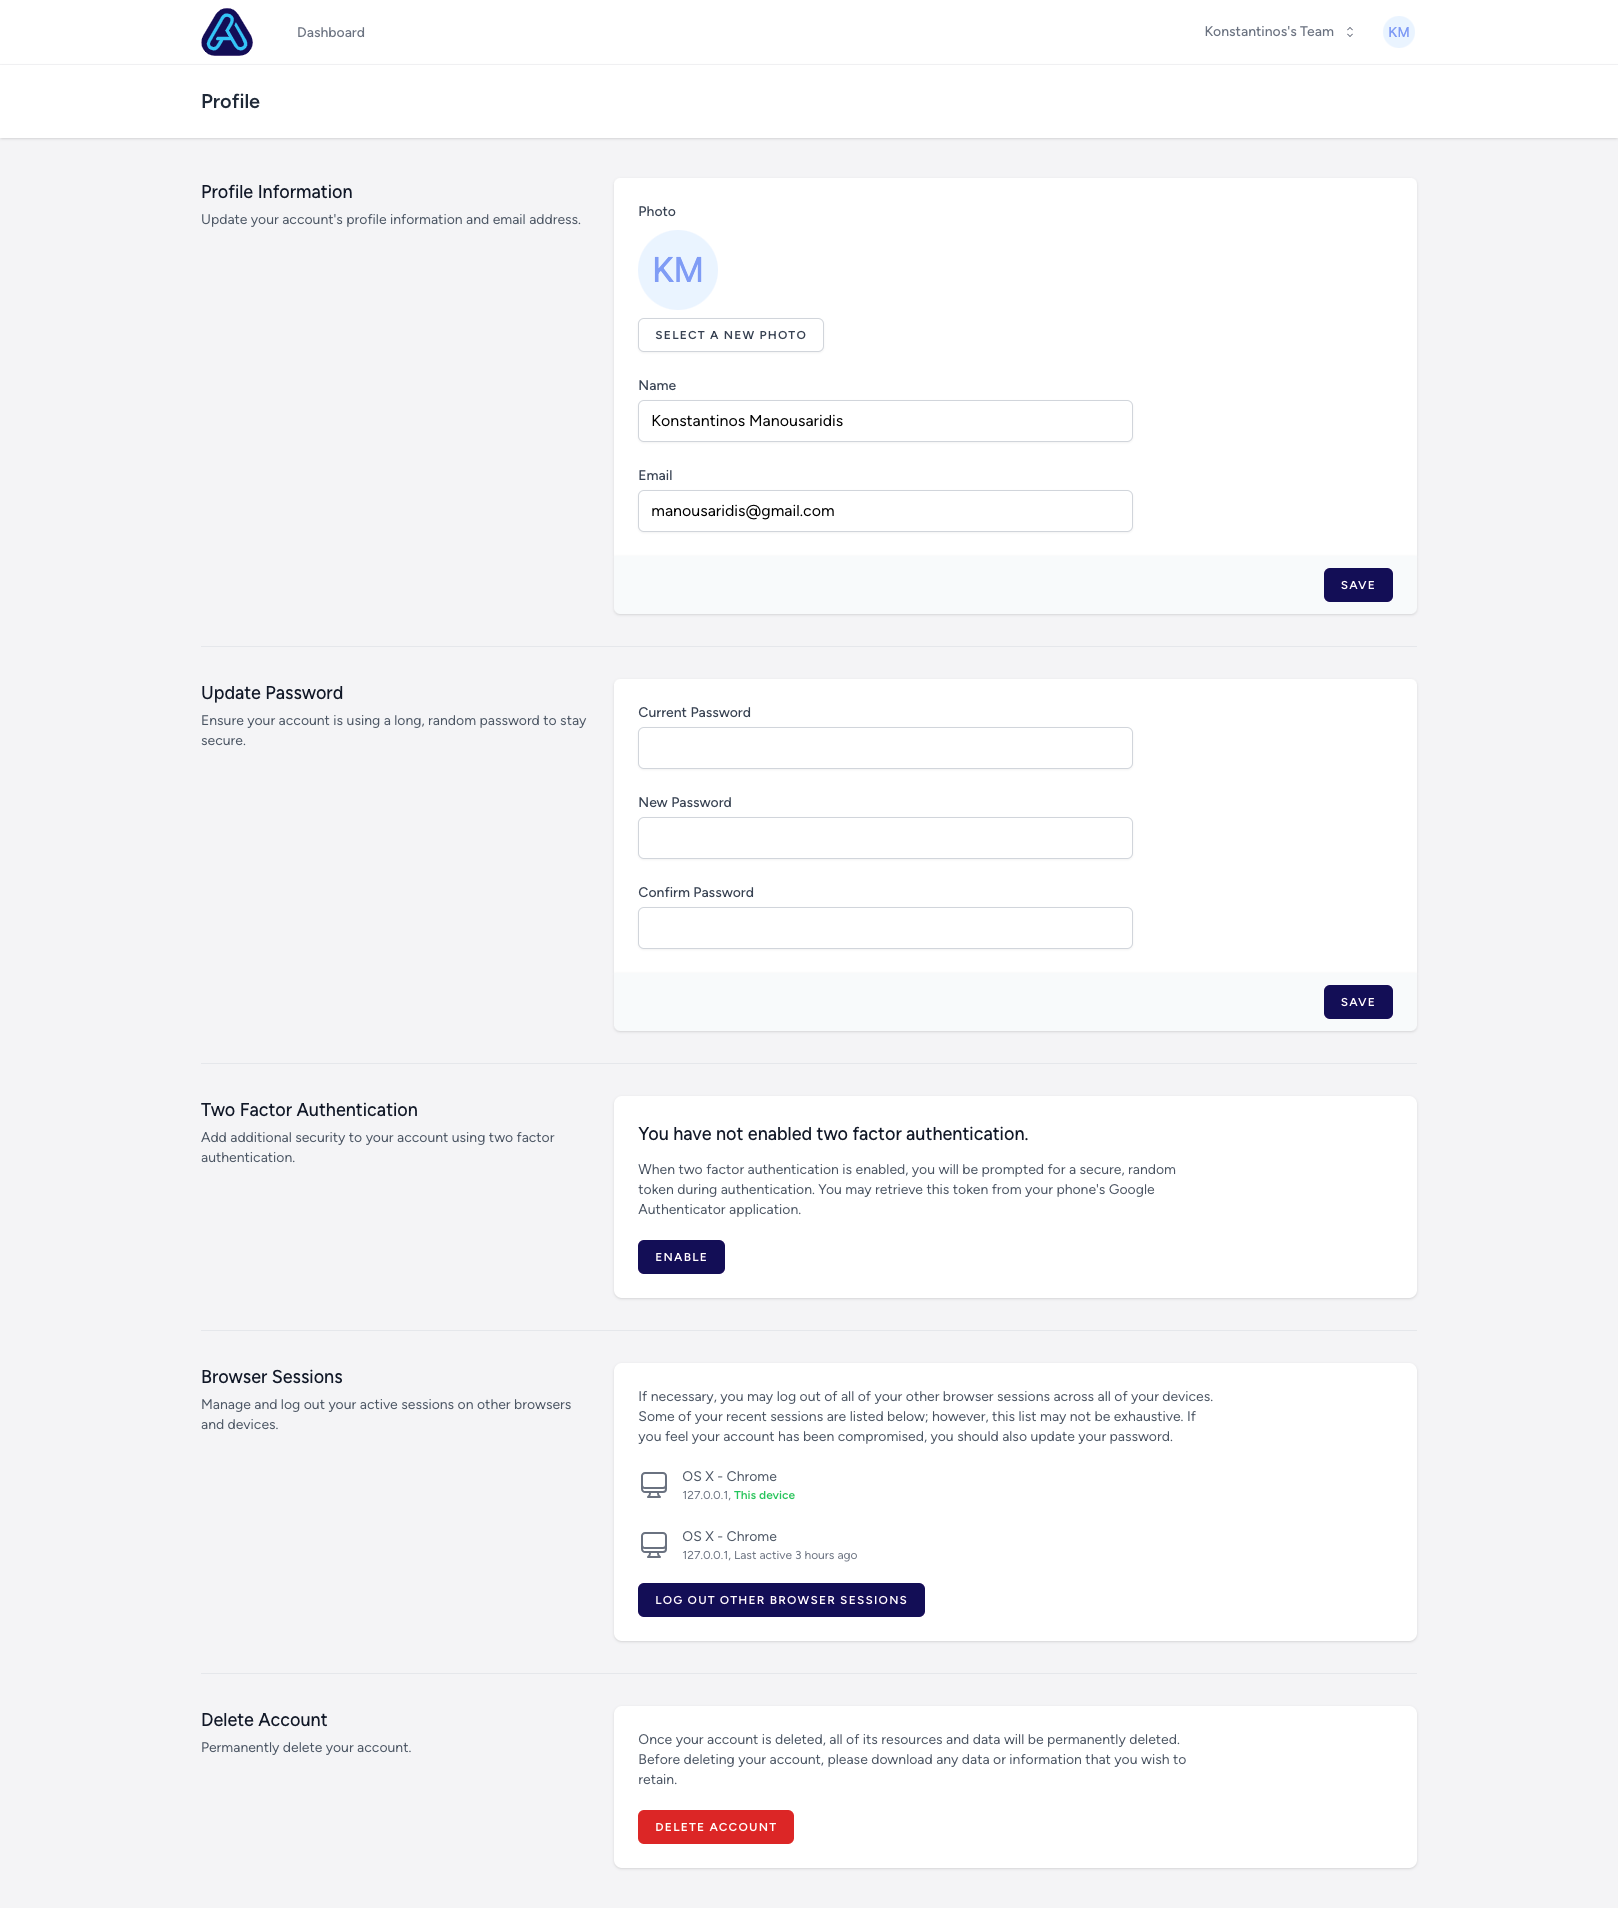 Dashboard
Konstantinos's Team
KM
Profile
Profile Information
Update your account's profile information and email address.
Photo
KM
SELECT A NEW PHOTO
Name
Konstantinos Manousaridis
Email
manousaridis@gmail.com
SAVE
Update Password
Ensure your account is using a long, random password to stay
secure.
Current Password
New Password
Confirm Password
SAVE
Two Factor Authentication
Add additional security to your account using two factor
authentication.
You have not enabled two factor authentication.
When two factor authentication is enabled, you will be prompted for a secure, random
token during authentication. You may retrieve this token from your phone's Google
Authenticator application.
ENABLE
Browser Sessions
Manage and log out your active sessions on other browsers
and devices.
If necessary, you may log out of all of your other browser sessions across all of your devices.
Some of your recent sessions are listed below; however, this list may not be exhaustive. If
you feel your account has been compromised, you should also update your password.
OS X - Chrome
127.0.0.1, This device
OS X - Chrome
127.0.0.1, Last active 3 hours ago
LOG OUT OTHER BROWSER SESSIONS
Delete Account
Permanently delete your account.
Once your account is deleted, all of its resources and data will be permanently deleted.
Before deleting your account, please download any data or information that you wish to
retain.
DELETE ACCOUNT